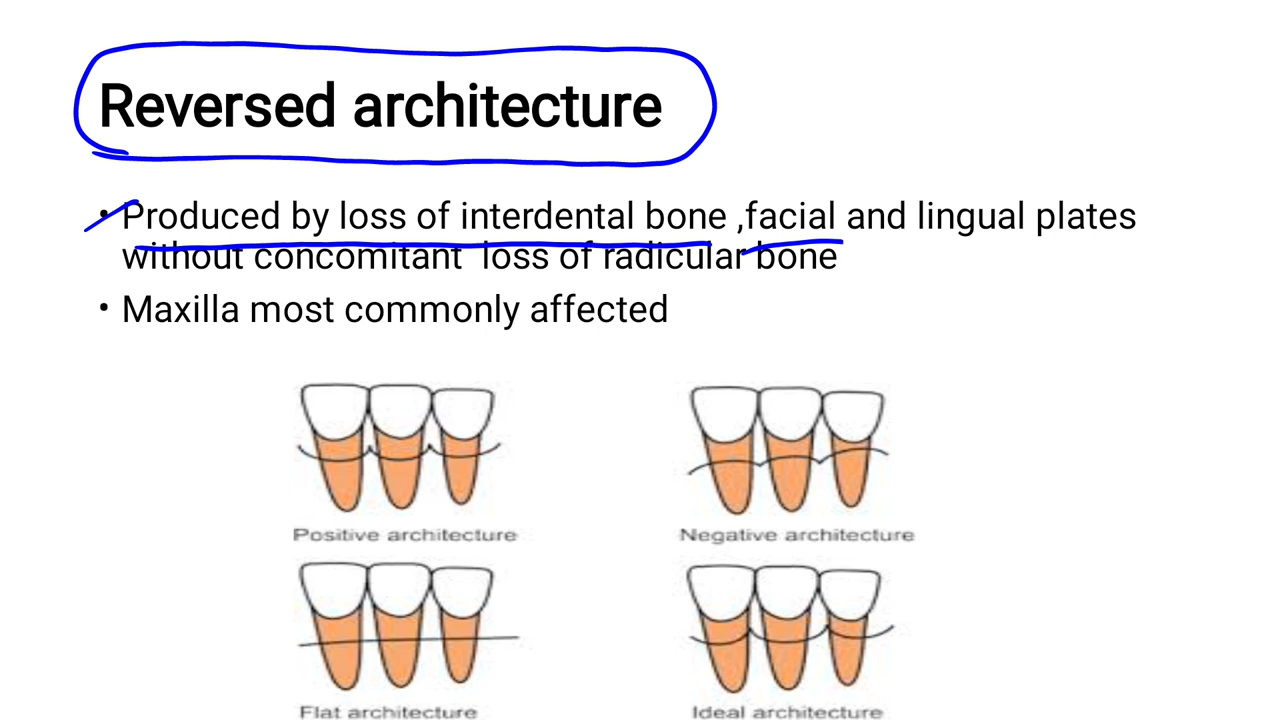 Reversed architecture
• Produced by loss of interdental bone ,facial and lingual plates
without concomitant loss of radicular bone
• Maxilla most commonly affected
Positive architecture
Negative architecture
Flat architecture
Ideal architecture